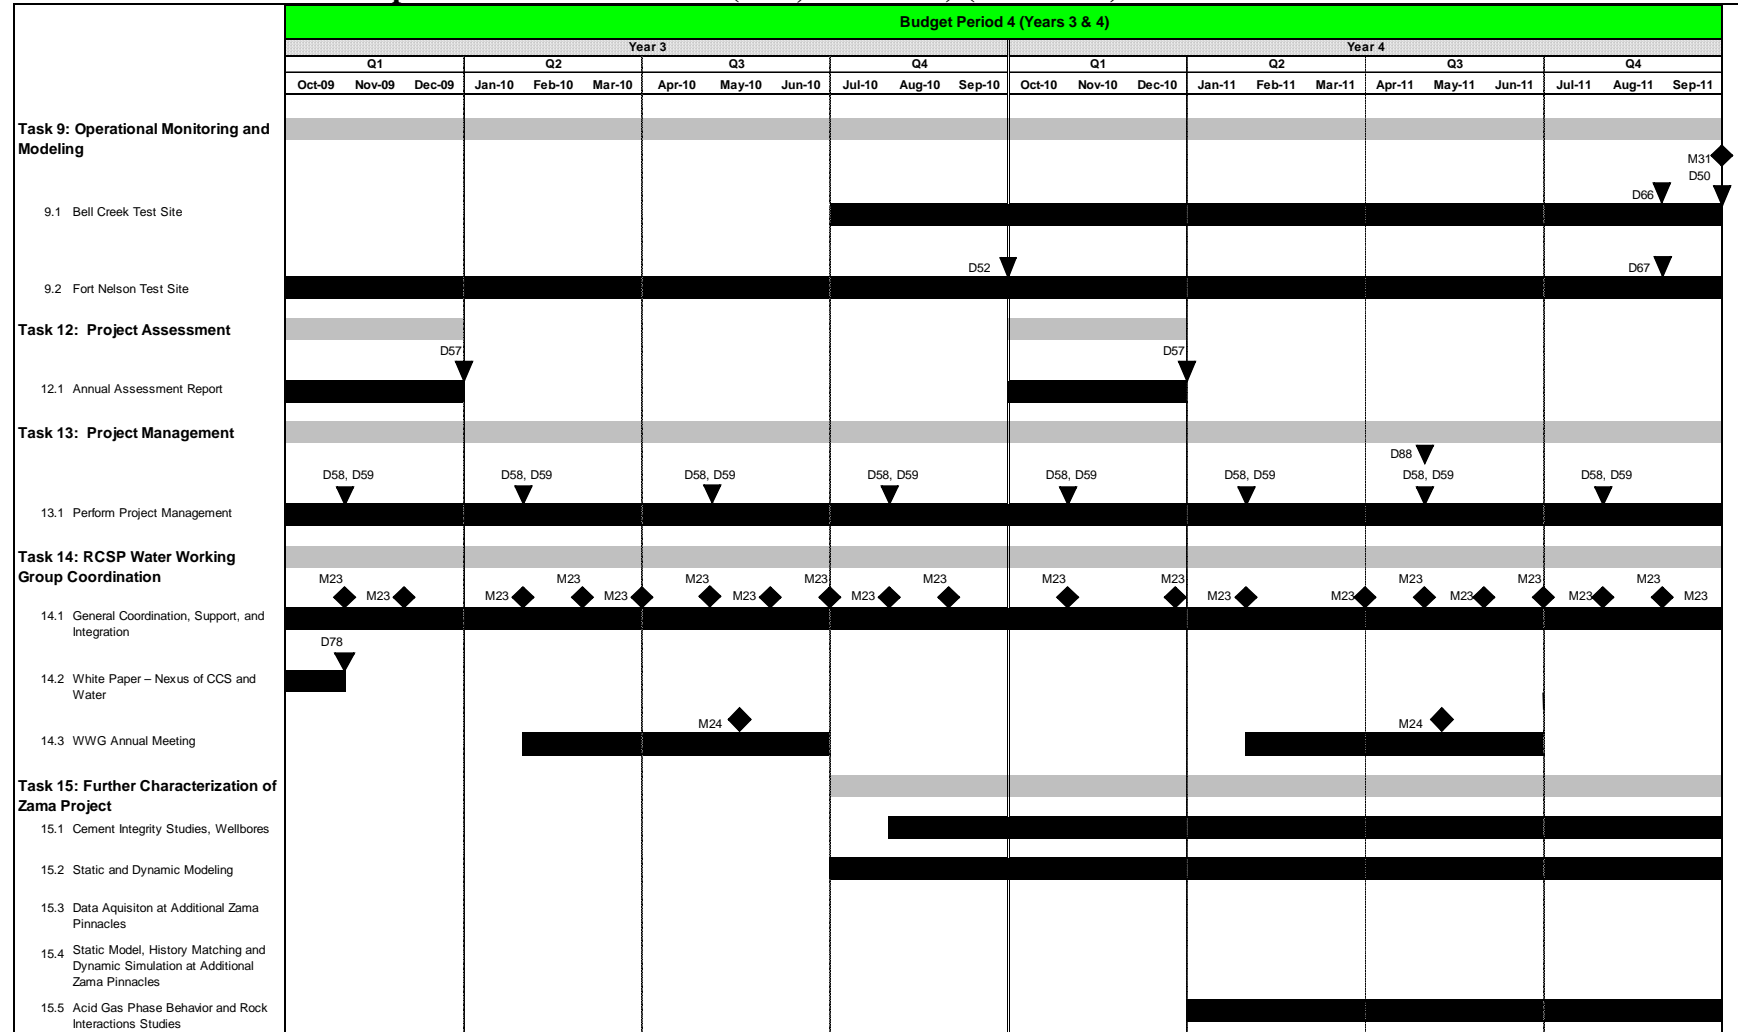 Budget Period 4 (Years 3 & 4)
Year 3 Year 4
Q1 Q2 Q3 Q4 Q1 Q2 Q3 Q4
Oct-09 Nov-09 Dec-09 Jan-10 Feb-10 Mar-10 Apr-10 May-10 Jun-10 Jul-10 Aug-10 Sep-10 Oct-10 Nov-10 Dec-10 Jan-11 Feb-11 Mar-11 Apr-11 May-11 Jun-11 Jul-11 Aug-11 Sep-11
Task 9: Operational Monitoring and
Modeling
M31
D50
D66
9.1 Bell Creek Test Site
D52 D67
9.2 Fort Nelson Test Site
Task 12: Project Assessment
D57 D57
12.1 Annual Assessment Report
Task 13: Project Management
D88
D58, D59 D58, D59 D58, D59 D58, D59 D58, D59 D58, D59 D58, D59 D58, D59
13.1 Perform Project Management
Task 14: RCSP Water Working
Group Coordination
M23 M23 M23 M23 M23 M23 M23 M23 M23 M23
M23 M23 M23 M23 M23 M23 M23 M23 M23 M23
14.1 General Coordination, Support, and
Integration
D78
14.2 White Paper – Nexus of CCS and
Water
M24 M24
14.3 WWG Annual Meeting
Task 15: Further Characterization of
Zama Project
15.1 Cement Integrity Studies, Wellbores
15.2 Static and Dynamic Modeling
15.3 Data Aquisiton at Additional Zama
Pinnacles
15.4 Static Model, History Matching and
Dynamic Simulation at Additional
Zama Pinnacles
15.5 Acid Gas Phase Behavior and Rock
Interactions Studies